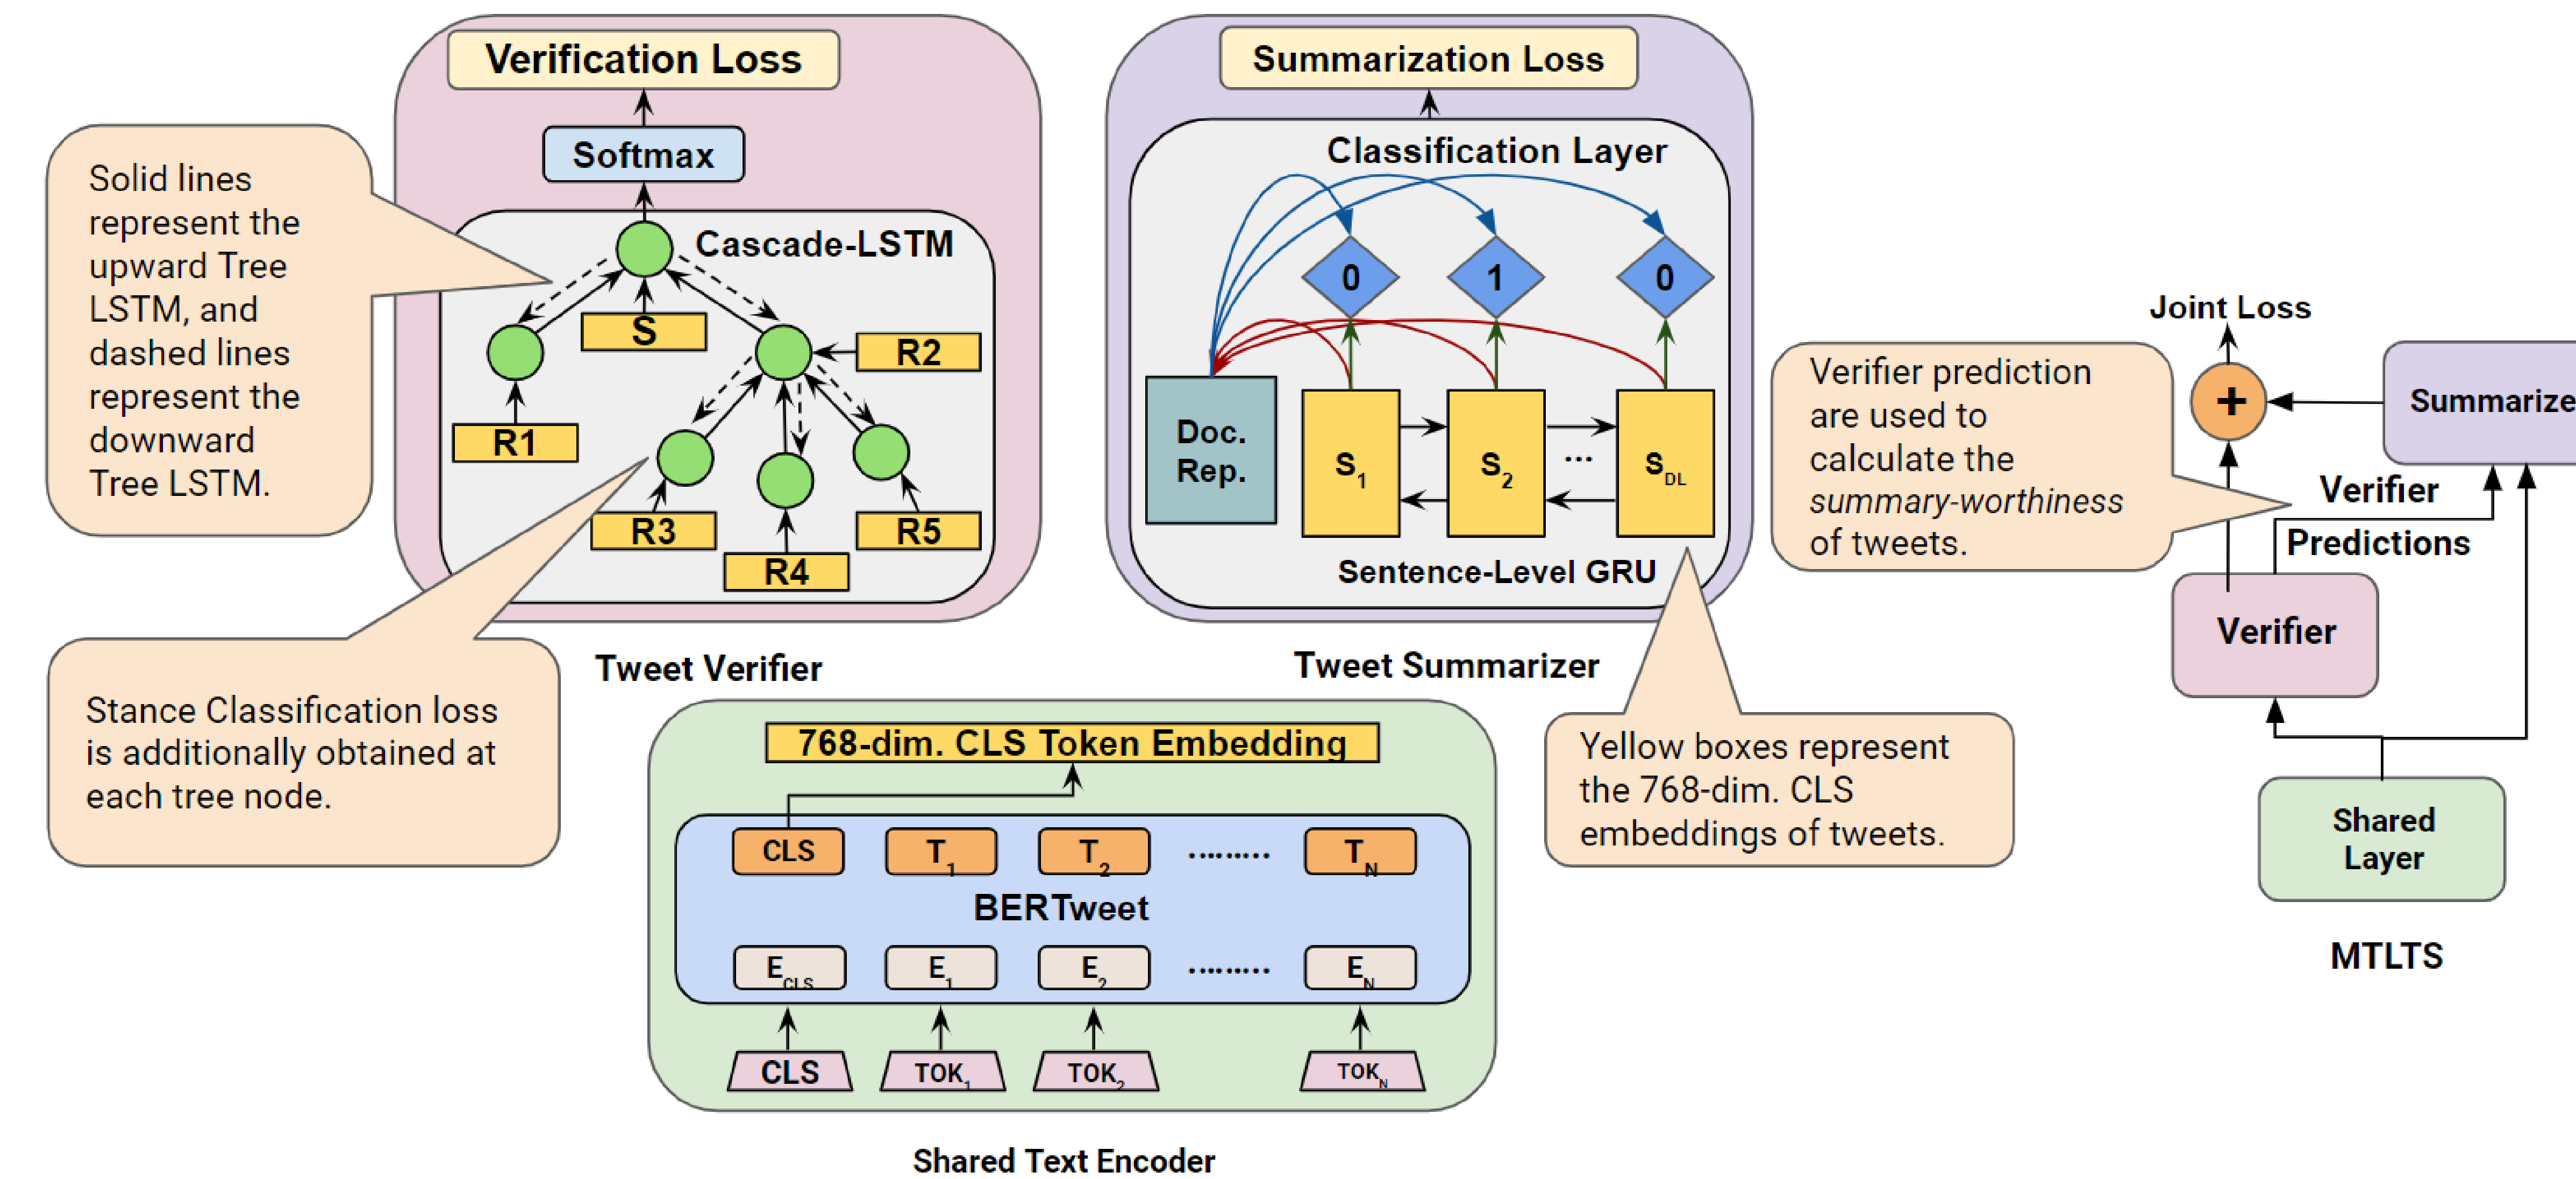 Verification Loss
Softmax
Cascade-LSTM
S
R1
R2
R3
R4
R5
Solid lines
represent the
upward Tree
LSTM, and
dashed lines
represent the
downward
Tree LSTM.
Stance Classification loss
is additionally obtained at
each tree node.
Tweet Verifier
Summarization Loss
Classification Layer
0
1
0
Doc.
Rep.
S1
S2
...
SDL
Sentence-Level GRU
Tweet Summarizer
Yellow boxes represent
the 768-dim. CLS
embeddings of tweets.
768-dim. CLS Token Embedding
CLS
T1
T2
.........
TN
BERTweet
ECLS
E1
E2
.........
EN
CLS
TOK1
TOK2
TOKN
Shared Text Encoder
Joint Loss
+
Summarize
Verifier prediction
are used to
calculate the
summary-worthiness
of tweets.
Verifier
Predictions
Verifier
Shared
Layer
MTLTS